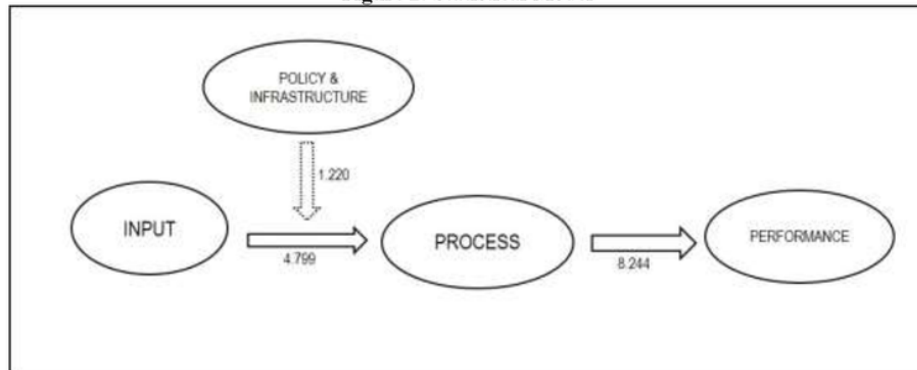 POLICY &
INFRASTRUCTURE
1.220
INPUT
4.799
PROCESS
8.244
PERFORMANCE